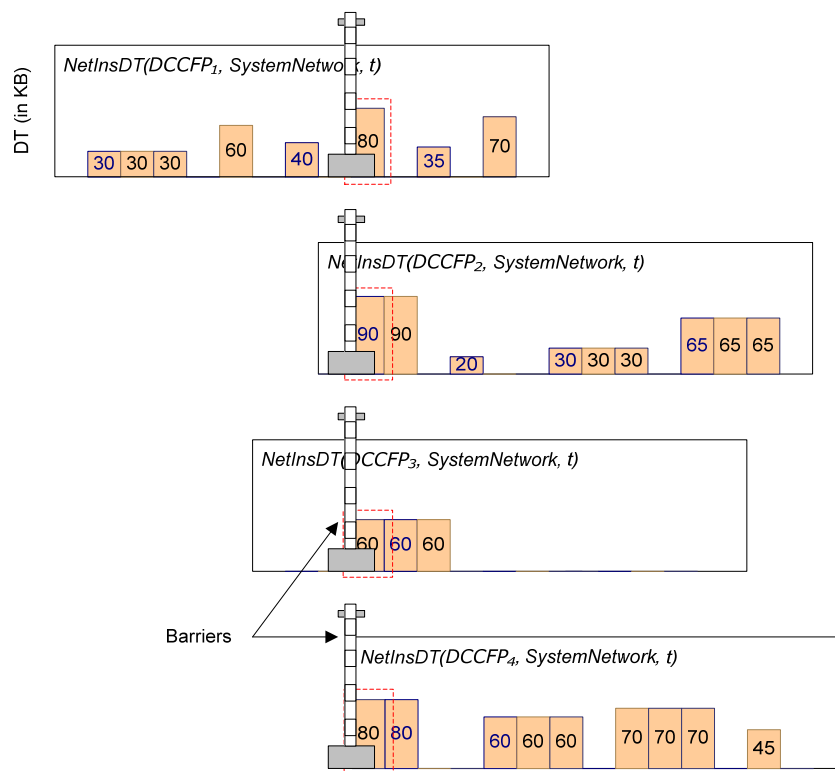 DT (in KB)
NetInsDT(DCCFP1, SystemNetwork, t)
30 30 30 60 40 80 35 70
NetInsDT(DCCFP2, SystemNetwork, t)
90 90 20 30 30 30 65 65 65
NetInsDT(DCCFP3, SystemNetwork, t)
60 60 60
Barriers
NetInsDT(DCCFP4, SystemNetwork, t)
80 80 60 60 60 70 70 70 45